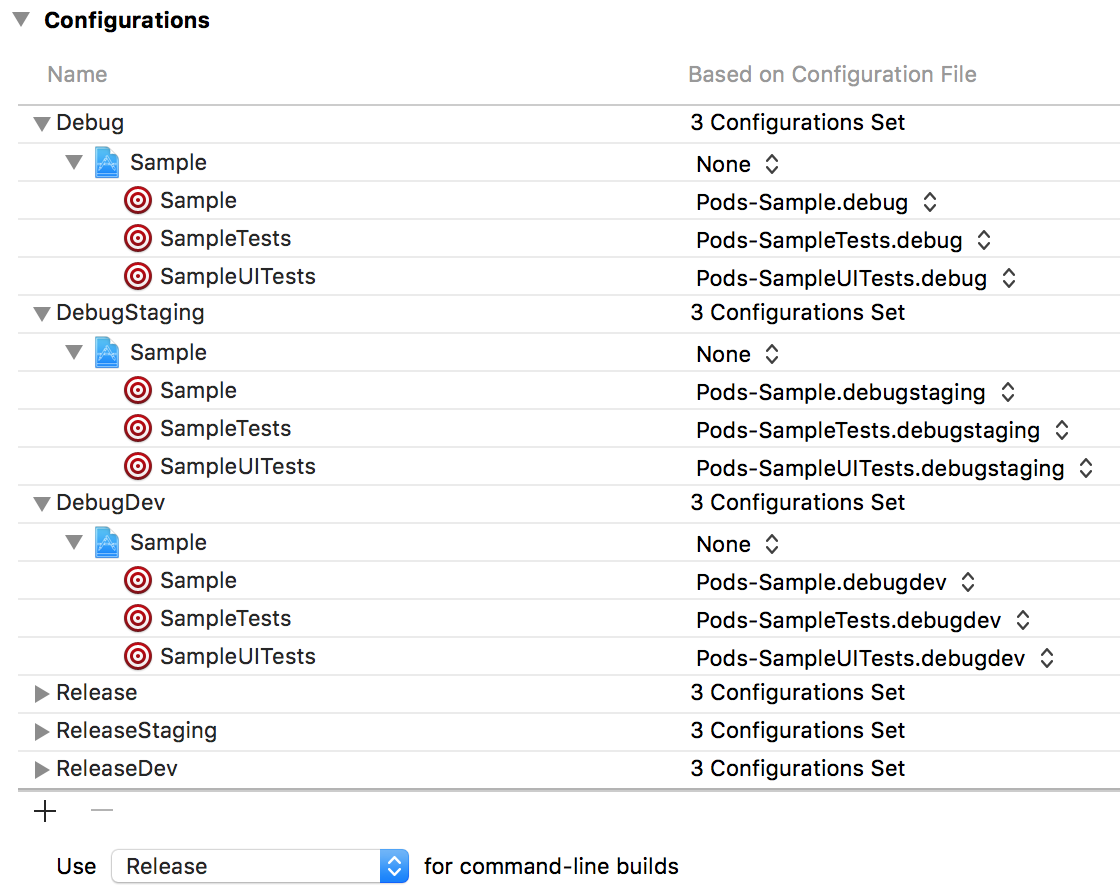 Configurations
Name Based on Configuration File
Debug 3 Configurations Set
Sample None
Sample Pods-Sample.debug
SampleTests Pods-SampleTests.debug
SampleUITests Pods-SampleUITests.debug
DebugStaging 3 Configurations Set
Sample None
Sample Pods-Sample.debugstaging
SampleTests Pods-SampleTests.debugstaging
SampleUITests Pods-SampleUITests.debugstaging
DebugDev 3 Configurations Set
Sample None
Sample Pods-Sample.debugdev
SampleTests Pods-SampleTests.debugdev
SampleUITests Pods-SampleUITests.debugdev
Release 3 Configurations Set
ReleaseStaging 3 Configurations Set
ReleaseDev 3 Configurations Set
Use Release for command-line builds